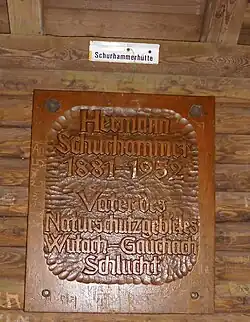 Schurhammerhütte
Hermann
Schurhammer
1881-1952
Vater des
Naturschutzgebietes
Wutach-Gauchach
Schlucht